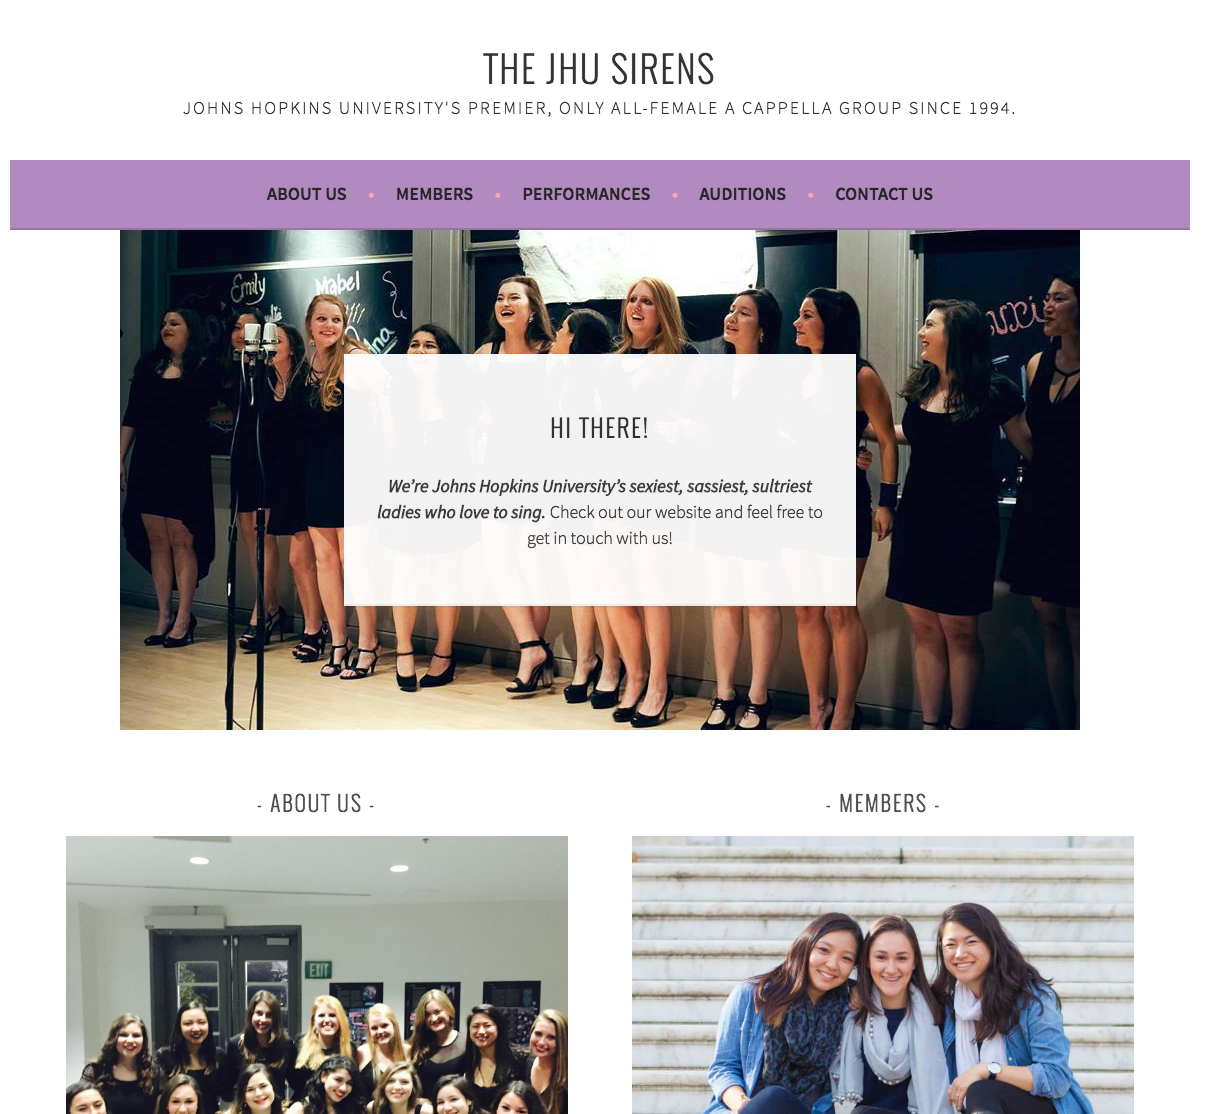 THE JHU SIRENS
JOHNS HOPKINS UNIVERSITY'S PREMIER, ONLY ALL-FEMALE A CAPPELLA GROUP SINCE 1994.
ABOUT US • MEMBERS • PERFORMANCES • AUDITIONS • CONTACT US
Emily
Mabel
HI THERE!
We’re Johns Hopkins University’s sexiest, sassiest, sultriest
ladies who love to sing. Check out our website and feel free to
get in touch with us!
- ABOUT US -
- MEMBERS -
EXIT